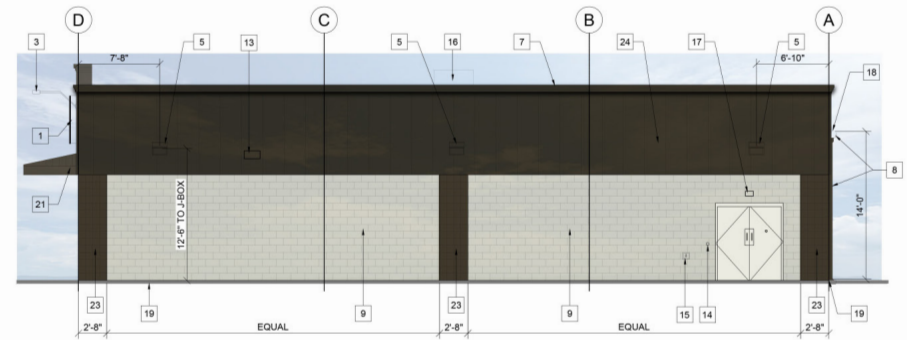 D C B A
3 5 13 5 16 7 24 17 5
7'-8" 6'-10"
18
1
8
21
12'-6" TO J-BOX
14'-0"
23 9 23 9 15 14 23
19 19
2'-8" EQUAL 2'-8" EQUAL 2'-8"